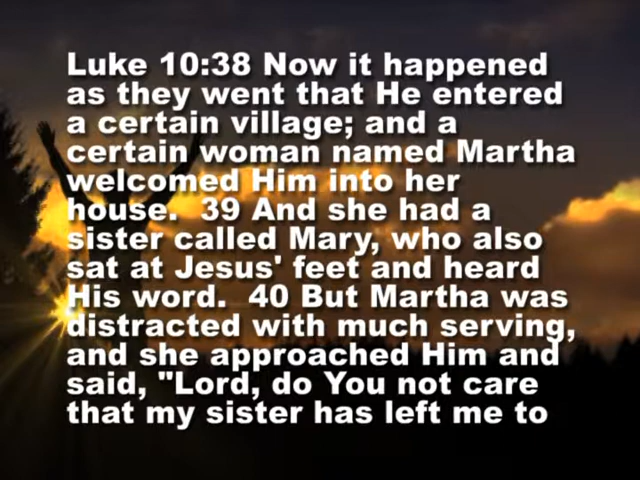 Luke 10:38 Now it happened
as they went that He entered
a certain village; and a
certain woman named Martha
welcomed Him into her
house.  39 And she had a
sister called Mary, who also
sat at Jesus' feet and heard
His word.  40 But Martha was
distracted with much serving,
and she approached Him and
said, "Lord, do You not care
that my sister has left me to